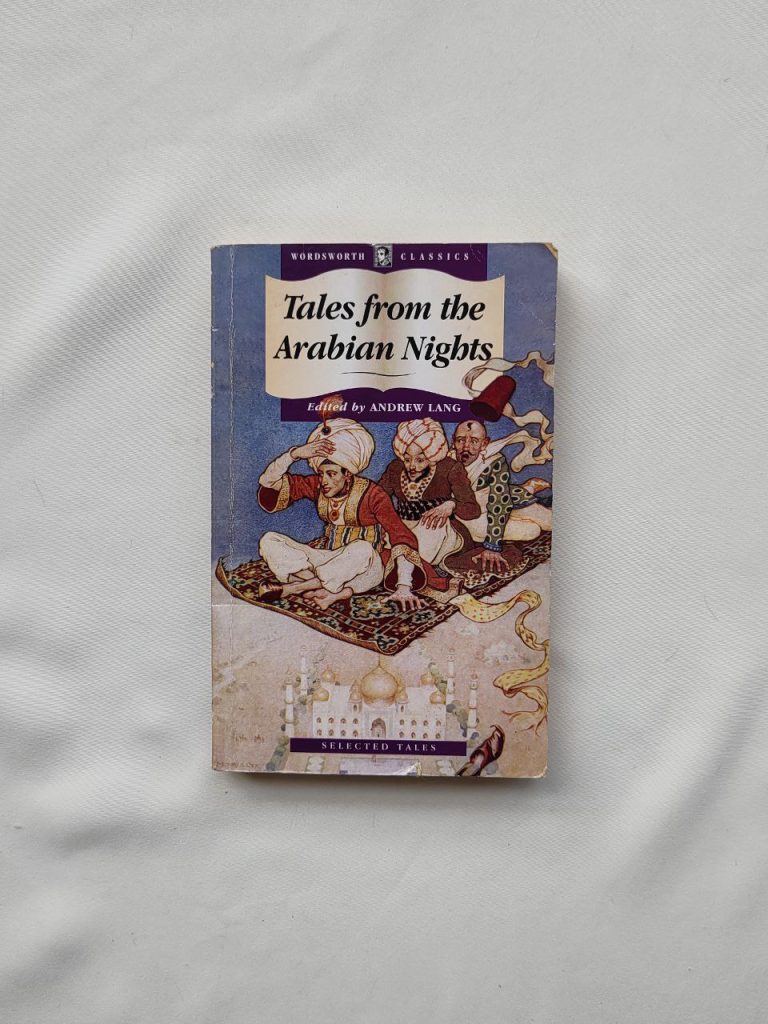 WORDSWORTH CLASSICS
Tales from the
Arabian Nights
Edited by ANDREW LANG
SELECTED TALES